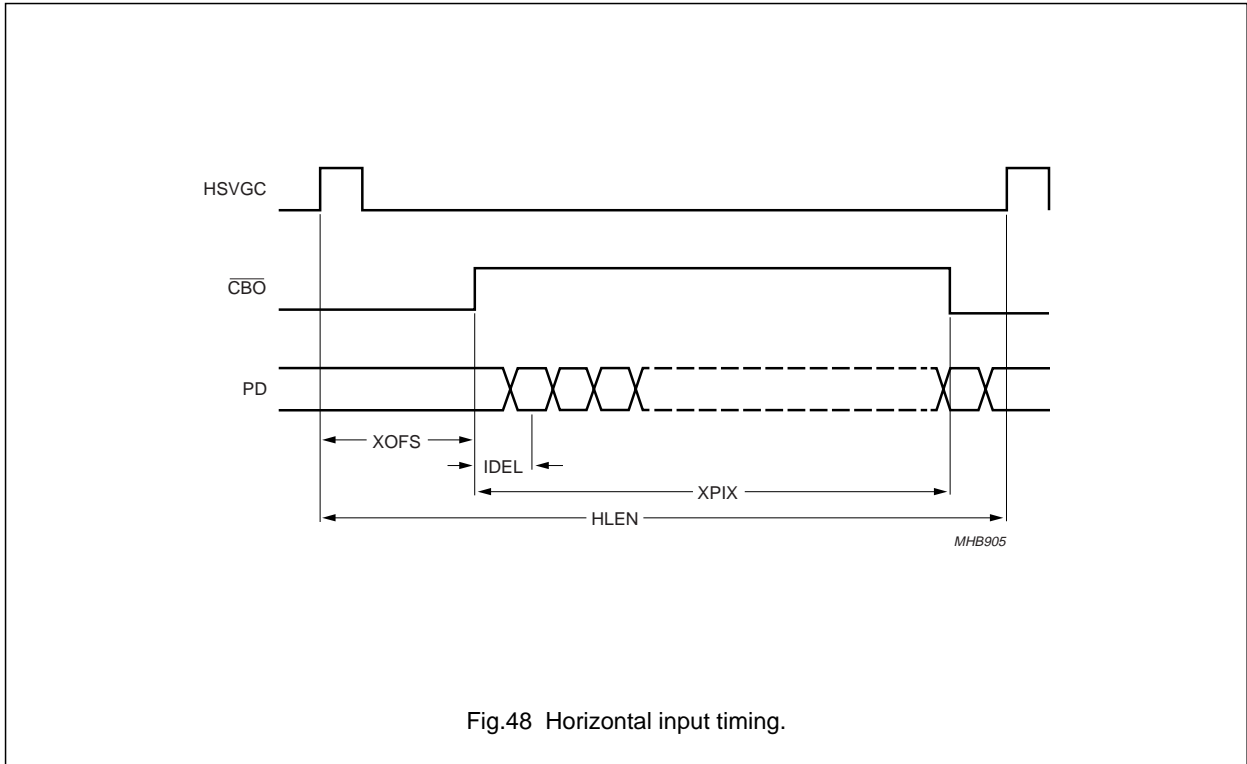 HSVGC
CBO
PD
XOFS
IDEL
XPIX
HLEN
MHB905
Fig.48 Horizontal input timing.